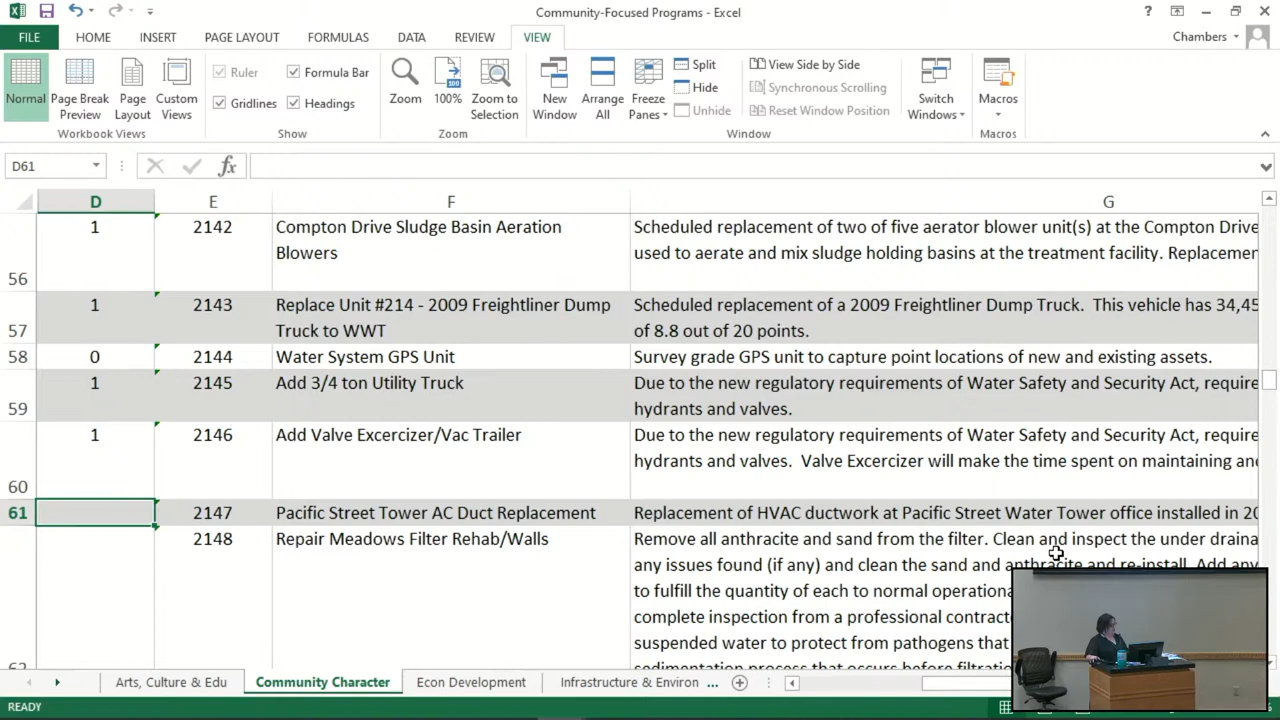 Community-Focused Programs - Excel
FILE HOME INSERT PAGE LAYOUT FORMULAS DATA REVIEW VIEW Chambers
Normal Page Break Preview Page Layout Custom Views
Workbook Views
Ruler Formula Bar
Gridlines Headings
Show
Zoom 100% Zoom to Selection
Zoom
New Window Arrange All Freeze Panes
Split
Hide
Unhide
View Side by Side
Synchronous Scrolling
Reset Window Position
Window
Switch Windows
Macros
Macros
D61
D E F G
56 1 2142 Compton Drive Sludge Basin Aeration Scheduled replacement of two of five aerator blower unit(s) at the Compton Drive
Blowers used to aerate and mix sludge holding basins at the treatment facility. Replacemen
57 1 2143 Replace Unit #214 - 2009 Freightliner Dump Scheduled replacement of a 2009 Freightliner Dump Truck. This vehicle has 34,45
Truck to WWT of 8.8 out of 20 points.
58 0 2144 Water System GPS Unit Survey grade GPS unit to capture point locations of new and existing assets.
59 1 2145 Add 3/4 ton Utility Truck Due to the new regulatory requirements of Water Safety and Security Act, require
hydrants and valves.
60 1 2146 Add Valve Excercizer/Vac Trailer Due to the new regulatory requirements of Water Safety and Security Act, require
hydrants and valves. Valve Excercizer will make the time spent on maintaining an
61 2147 Pacific Street Tower AC Duct Replacement Replacement of HVAC ductwork at Pacific Street Water Tower office installed in 20
2148 Repair Meadows Filter Rehab/Walls Remove all anthracite and sand from the filter. Clean and inspect the under draina
any issues found (if any) and clean the sand and anthracite and re-install. Add any
to fulfill the quantity of each to normal operationa
complete inspection from a professional contracto
suspended water to protect from pathogens that
sedimentation process that occurs before filtratio
Arts, Culture & Edu Community Character Econ Development Infrastructure & Environ ...
READY